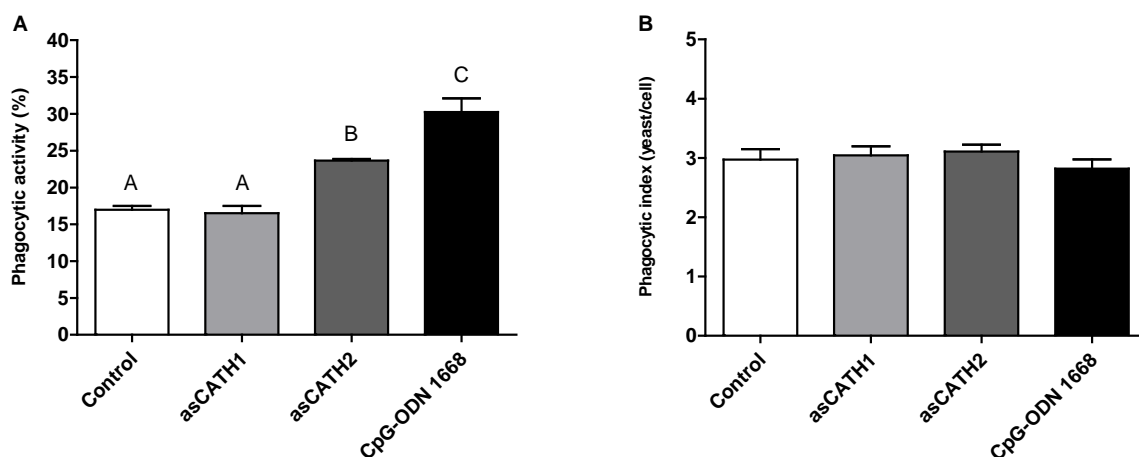 A
Phagocytic activity (%)
40
35
30
25
20
15
10
5
0
A
A
B
C
Control
asCATH1
asCATH2
CpG-ODN 1668
B
Phagocytic index (yeast/cell)
5
4
3
2
1
0
Control
asCATH1
asCATH2
CpG-ODN 1668